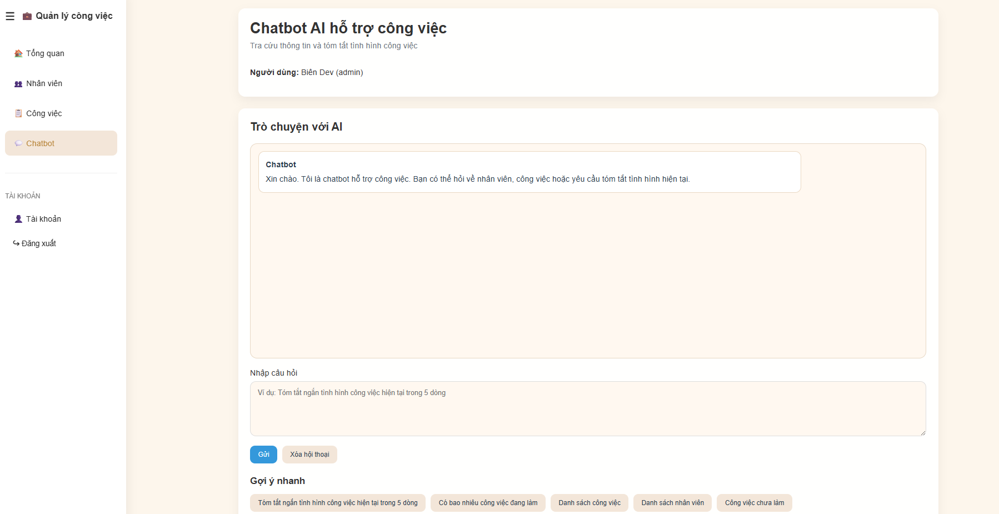 Quản lý công việc
Tổng quan
Nhân viên
Công việc
Chatbot
TÀI KHOẢN
Tài khoản
Đăng xuất
Chatbot AI hỗ trợ công việc
Tra cứu thông tin và tóm tắt tình hình công việc
Người dùng: Biên Dev (admin)
Trò chuyện với AI
Chatbot
Xin chào. Tôi là chatbot hỗ trợ công việc. Bạn có thể hỏi về nhân viên, công việc hoặc yêu cầu tóm tắt tình hình hiện tại.
Nhập câu hỏi
Ví dụ: Tóm tắt ngắn tình hình công việc hiện tại trong 5 dòng
Gửi
Xóa hội thoại
Gợi ý nhanh
Tóm tắt ngắn tình hình công việc hiện tại trong 5 dòng
Có bao nhiêu công việc đang làm
Danh sách công việc
Danh sách nhân viên
Công việc chưa làm